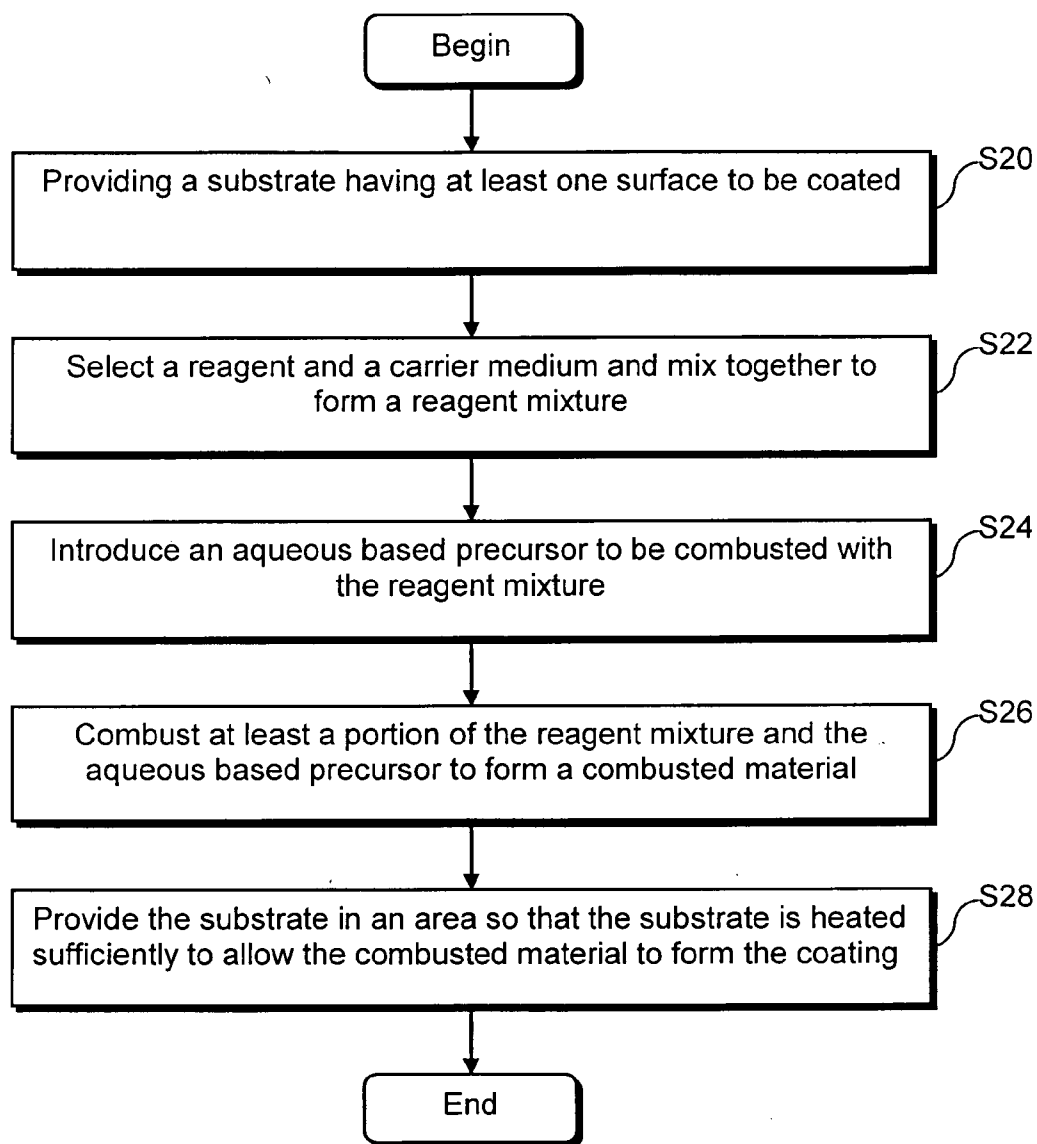 Begin
Providing a substrate having at least one surface to be coated
S20
Select a reagent and a carrier medium and mix together to
form a reagent mixture
S22
Introduce an aqueous based precursor to be combusted with
the reagent mixture
S24
Combust at least a portion of the reagent mixture and the
aqueous based precursor to form a combusted material
S26
Provide the substrate in an area so that the substrate is heated
sufficiently to allow the combusted material to form the coating
S28
End